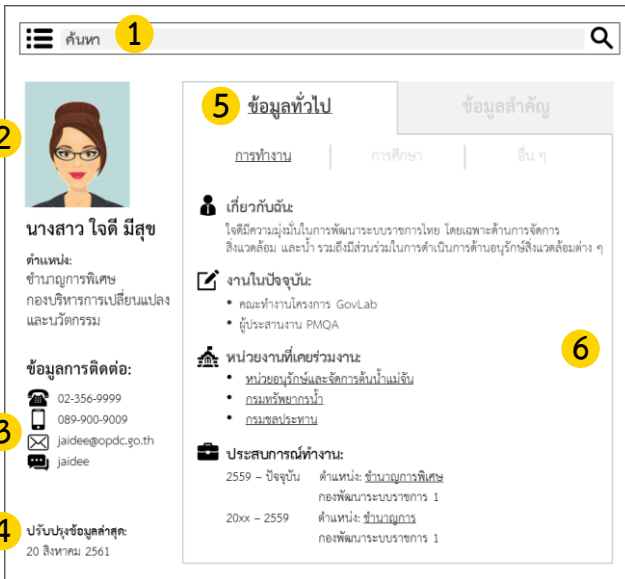 ค้นหา 1
2
นางสาว ใจดี มีสุข
ตำแหน่ง:
ชำนาญการพิเศษ
กองบริหารการเปลี่ยนแปลง
และนวัตกรรม
ข้อมูลการติดต่อ:
02-356-9999
089-900-9009
3
jaidee@opdc.go.th
jaidee
4
ปรับปรุงข้อมูลล่าสุด:
20 สิงหาคม 2561
5 ข้อมูลทั่วไป ข้อมูลสำคัญ
การทำงาน การศึกษา อื่น ๆ
เกี่ยวกับฉัน:
ใจดีมีความมุ่งมั่นในการพัฒนาระบบราชการไทย โดยเฉพาะด้านการจัดการ
สิ่งแวดล้อม และน้ำ รวมถึงมีส่วนร่วมในการดำเนินการด้านอนุรักษ์สิ่งแวดล้อมต่าง ๆ
งานในปัจจุบัน:
• คณะทำงานโครงการ GovLab
• ผู้ประสานงาน PMQA
6
หน่วยงานที่เคยร่วมงาน:
• หน่วยอนุรักษ์และจัดการต้นน้ำแม่จัน
• กรมทรัพยากรน้ำ
• กรมชลประทาน
ประสบการณ์ทำงาน:
2559 – ปัจจุบัน ตำแหน่ง: ชำนาญการพิเศษ
กองพัฒนาระบบราชการ 1
20xx – 2559 ตำแหน่ง: ชำนาญการ
กองพัฒนาระบบราชการ 1